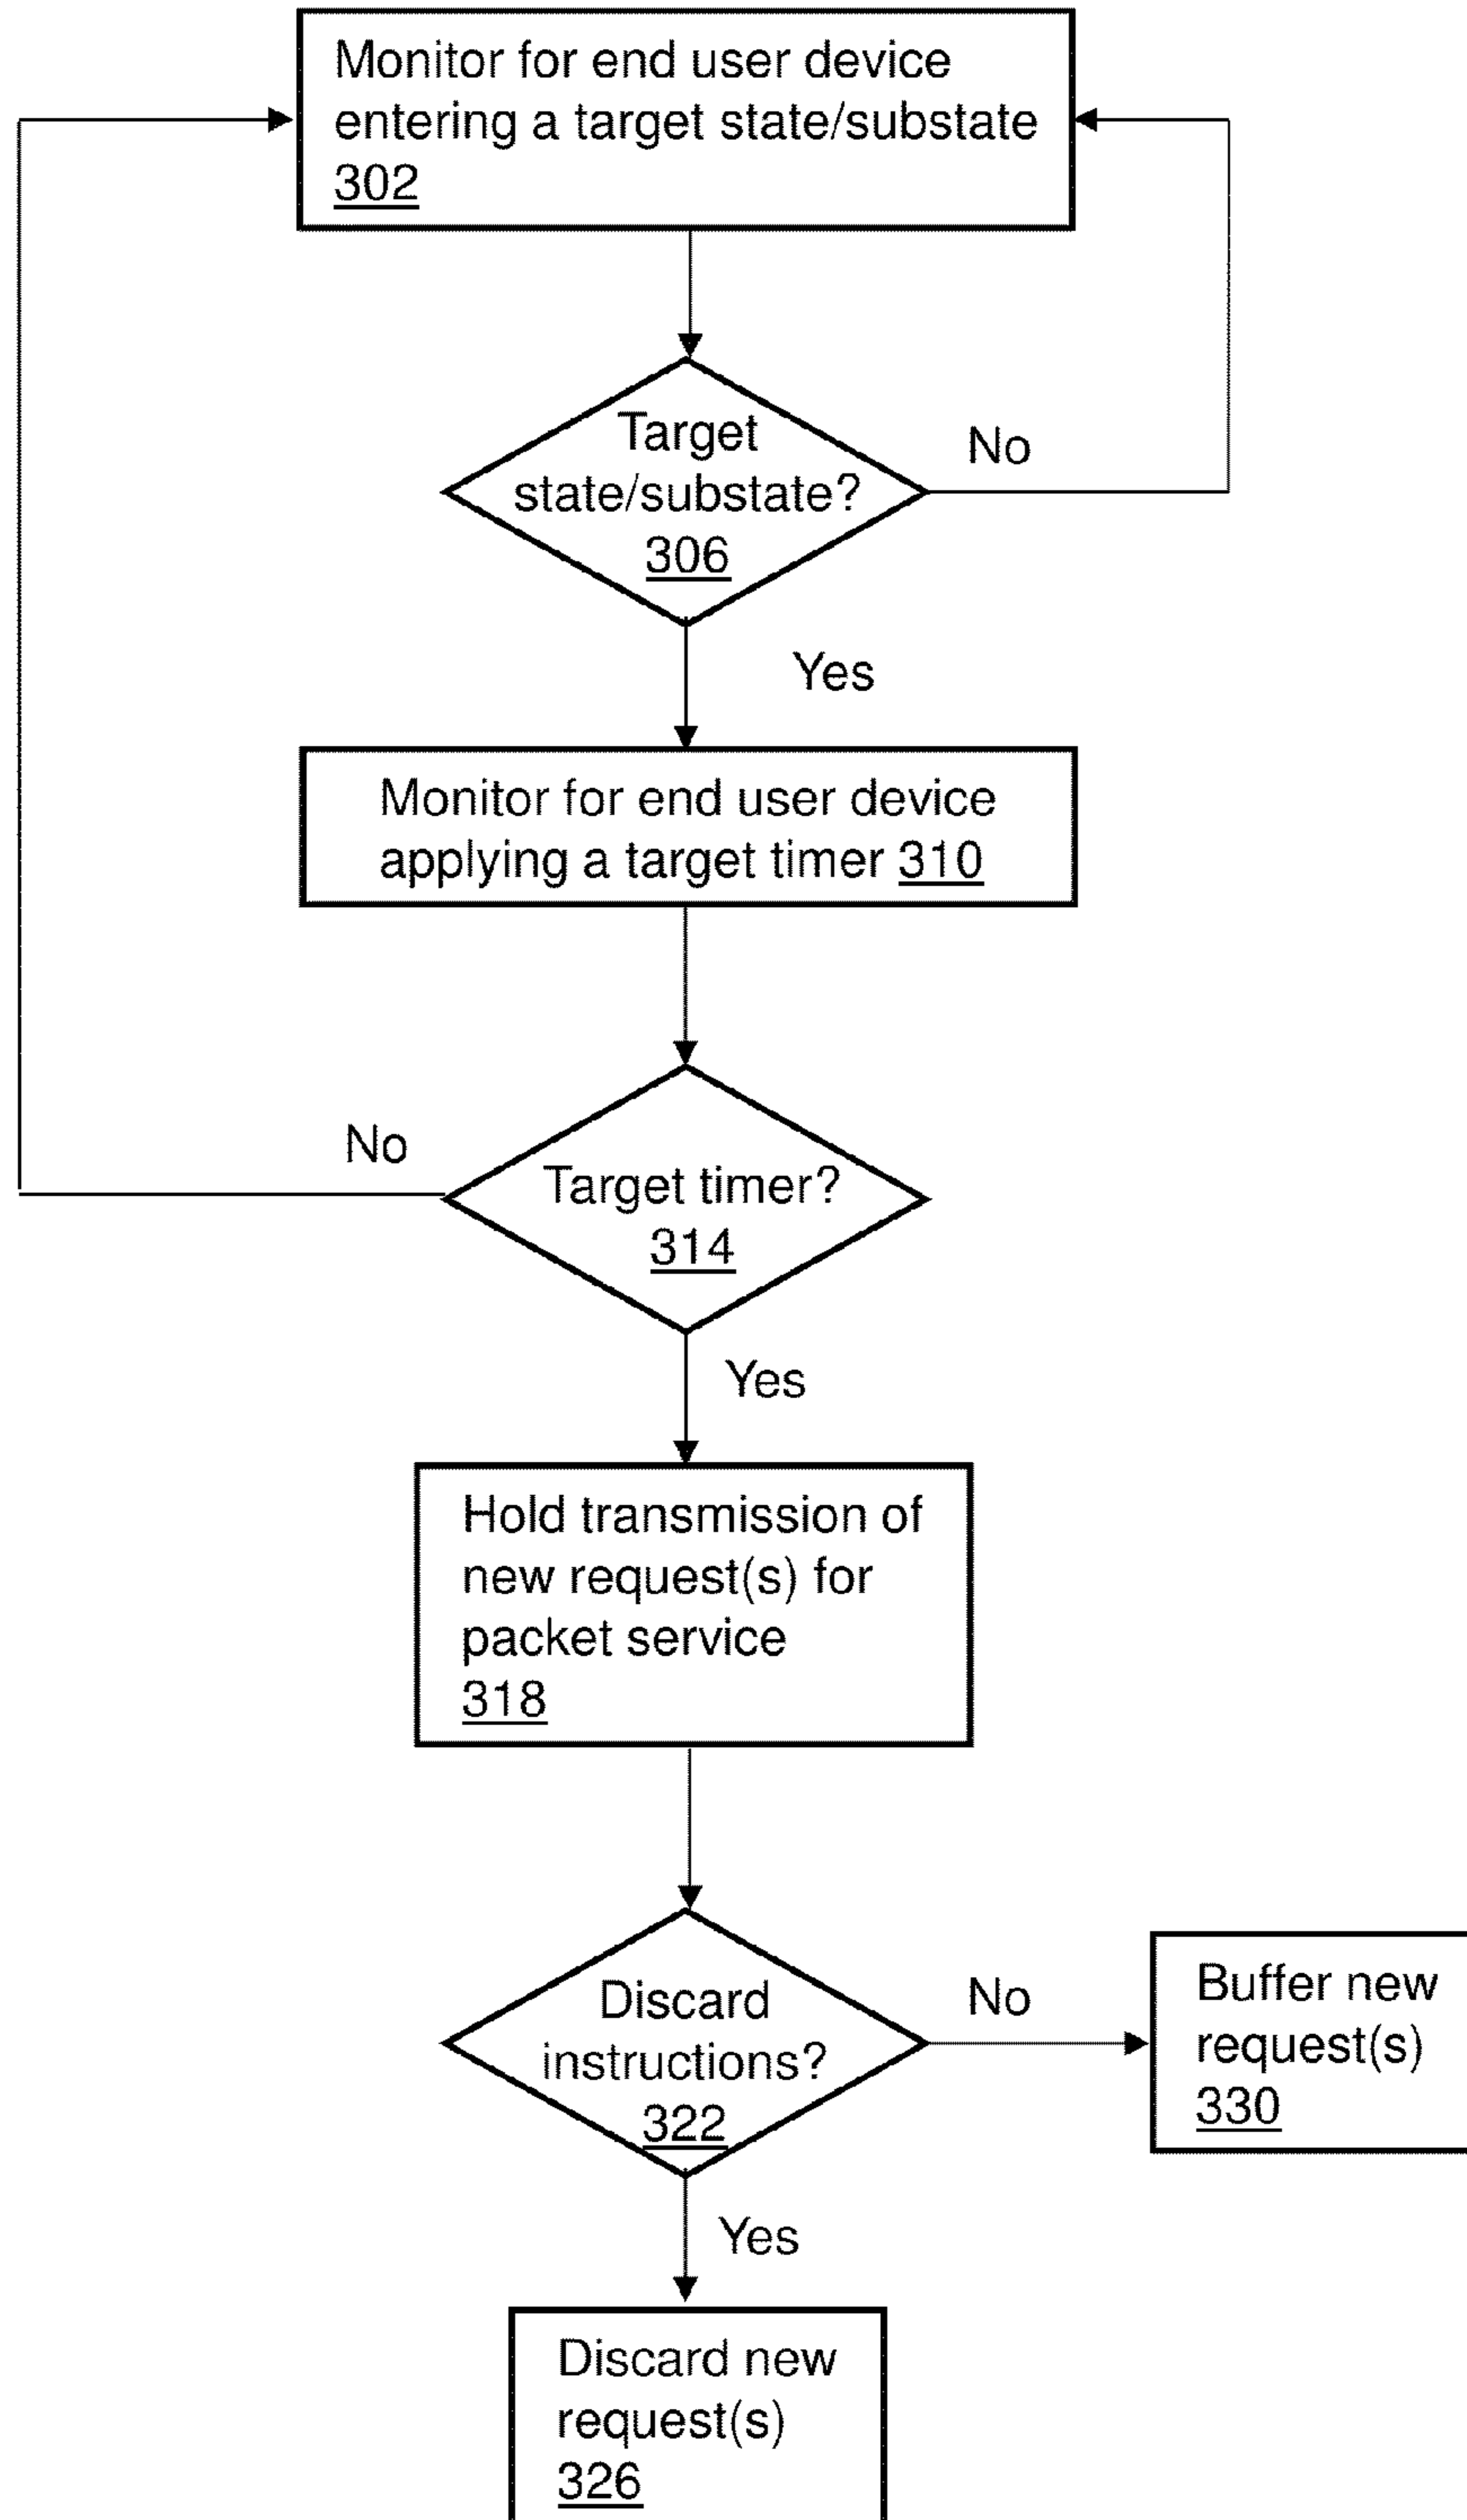 Monitor for end user device
entering a target state/substate
302
Target
state/substate?
306
No
Yes
Monitor for end user device
applying a target timer 310
No
Target timer?
314
Yes
Hold transmission of
new request(s) for
packet service
318
Discard
instructions?
322
No
Buffer new
request(s)
330
Yes
Discard new
request(s)
326